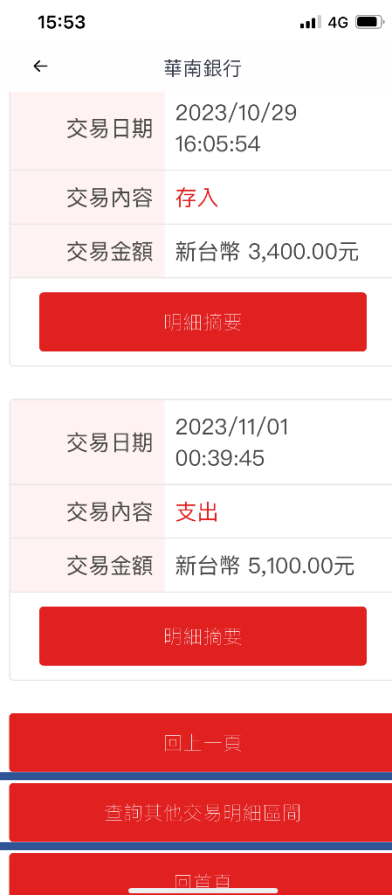 15:53 4G
華南銀行
交易日期 2023/10/29
16:05:54
交易內容 存入
交易金額 新台幣 3,400.00元
明細摘要
交易日期 2023/11/01
00:39:45
交易內容 支出
交易金額 新台幣 5,100.00元
明細摘要
回上一頁
查詢其他交易明細區間
回首頁